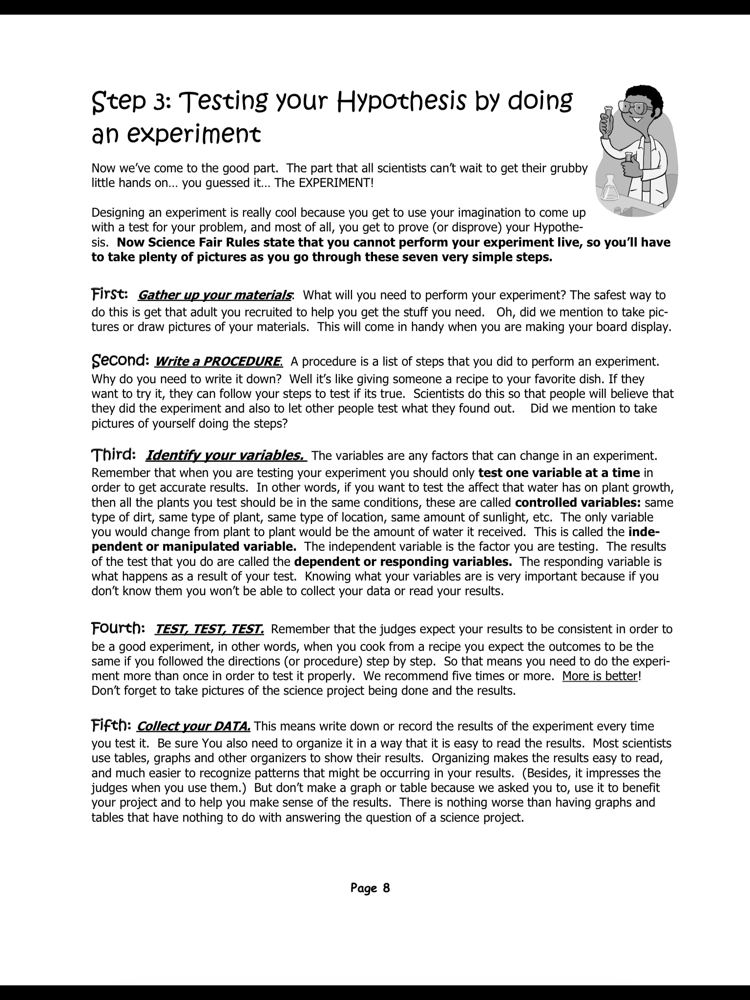 Step 3: Testing your Hypothesis by doing
an experiment
Now we’ve come to the good part.  The part that all scientists can’t wait to get their grubby
little hands on… you guessed it… The EXPERIMENT!
Designing an experiment is really cool because you get to use your imagination to come up
with a test for your problem, and most of all, you get to prove (or disprove) your Hypothe-
sis.  Now Science Fair Rules state that you cannot perform your experiment live, so you’ll have
to take plenty of pictures as you go through these seven very simple steps.
First:  Gather up your materials:  What will you need to perform your experiment? The safest way to
do this is get that adult you recruited to help you get the stuff you need.   Oh, did we mention to take pic-
tures or draw pictures of your materials.  This will come in handy when you are making your board display.
Second: Write a PROCEDURE.  A procedure is a list of steps that you did to perform an experiment.
Why do you need to write it down?  Well it’s like giving someone a recipe to your favorite dish. If they
want to try it, they can follow your steps to test if its true.  Scientists do this so that people will believe that
they did the experiment and also to let other people test what they found out.    Did we mention to take
pictures of yourself doing the steps?
Third:  Identify your variables.  The variables are any factors that can change in an experiment.
Remember that when you are testing your experiment you should only test one variable at a time in
order to get accurate results.  In other words, if you want to test the affect that water has on plant growth,
then all the plants you test should be in the same conditions, these are called controlled variables: same
type of dirt, same type of plant, same type of location, same amount of sunlight, etc.  The only variable
you would change from plant to plant would be the amount of water it received.  This is called the inde-
pendent or manipulated variable.  The independent variable is the factor you are testing.  The results
of the test that you do are called the dependent or responding variables.  The responding variable is
what happens as a result of your test.  Knowing what your variables are is very important because if you
don’t know them you won’t be able to collect your data or read your results.
Fourth:  TEST, TEST, TEST.  Remember that the judges expect your results to be consistent in order to
be a good experiment, in other words, when you cook from a recipe you expect the outcomes to be the
same if you followed the directions (or procedure) step by step.  So that means you need to do the experi-
ment more than once in order to test it properly.  We recommend five times or more.  More is better!
Don’t forget to take pictures of the science project being done and the results.
Fifth: Collect your DATA. This means write down or record the results of the experiment every time
you test it.  Be sure You also need to organize it in a way that it is easy to read the results.  Most scientists
use tables, graphs and other organizers to show their results.  Organizing makes the results easy to read,
and much easier to recognize patterns that might be occurring in your results.  (Besides, it impresses the
judges when you use them.)  But don’t make a graph or table because we asked you to, use it to benefit
your project and to help you make sense of the results.  There is nothing worse than having graphs and
tables that have nothing to do with answering the question of a science project.
Page 8